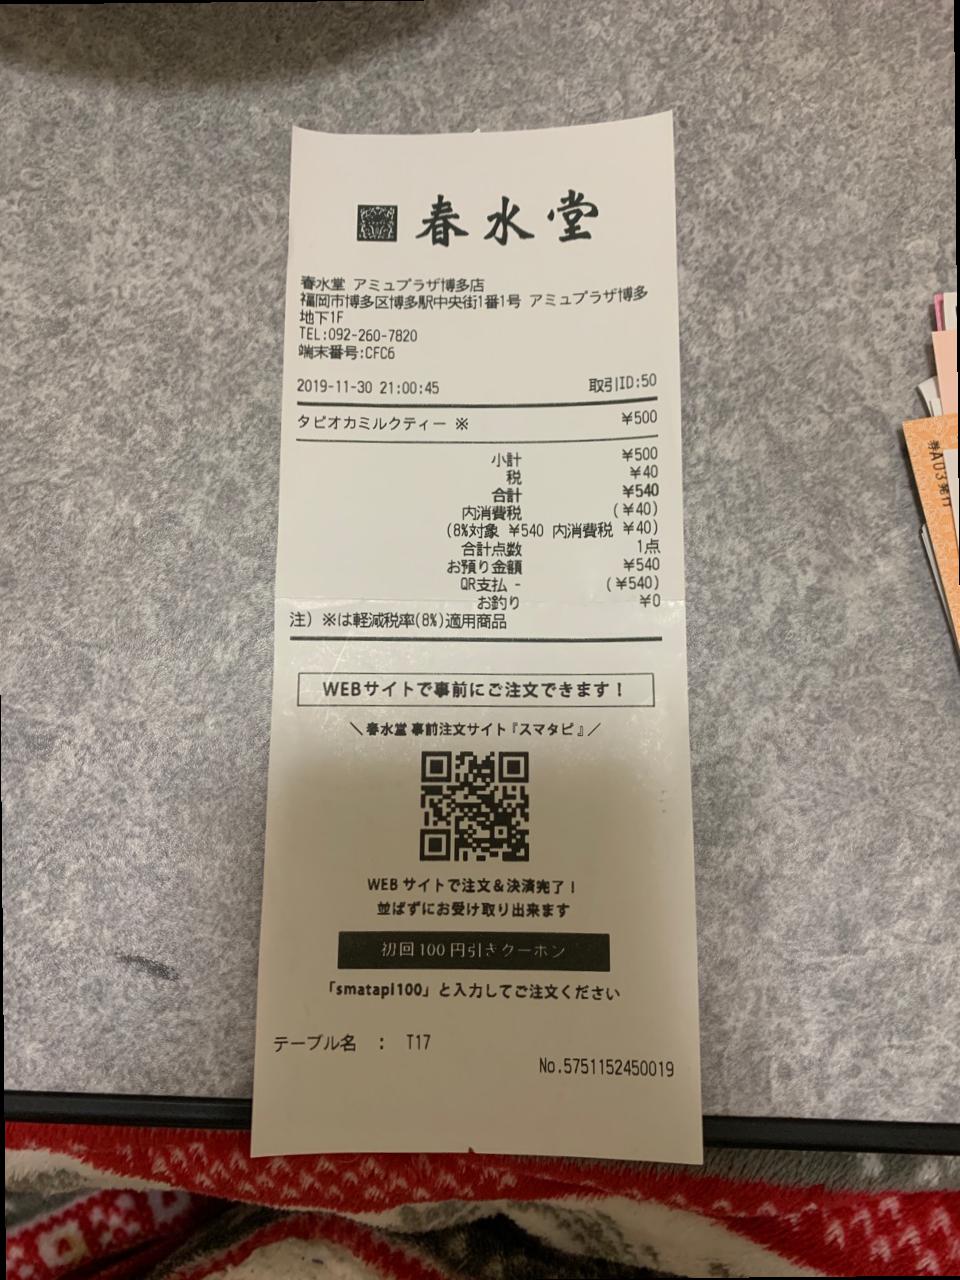 春水堂
春水堂 アミュプラザ博多店
福岡市博多区博多駅中央街1番1号 アミュプラザ博多
地下1F
TEL:092-260-7820
端末番号:CFC6
2019-11-30 21:00:45 取引ID:50
タピオカミルクティー ※ ¥500
小計 ¥500
税 ¥40
合計 ¥540
内消費税 (¥40)
(8%対象 ¥540 内消費税 ¥40)
合計点数 1点
お預り金額 ¥540
QR支払 - (¥540)
お釣り ¥0
注) ※は軽減税率(8%)適用商品
WEBサイトで事前にご注文できます!
\ 春水堂 事前注文サイト『スマタピ』/
WEB サイトで注文&決済完了!
並ばずにお受け取り出来ます
初回100円引きクーポン
「smatapi100」と入力してご注文ください
テーブル名 : T17
No.5751152450019
券A03発行